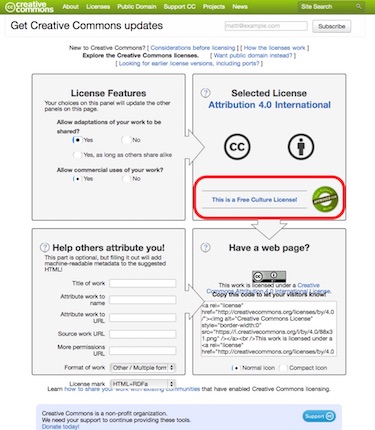 creative commons
About Licenses Public Domain Support CC Projects News
Site Search
Get Creative Commons updates
matt@example.com
Subscribe
New to Creative Commons? [ Considerations before licensing ] [ How the licenses work ]
Explore the Creative Commons licenses. [ Want public domain instead? ]
[ Looking for earlier license versions, including ports? ]
License Features
Your choices on this panel will update the other panels on this page.
Allow adaptations of your work to be shared?
Yes No
Yes, as long as others share alike
Allow commercial uses of your work?
Yes No
Selected License
Attribution 4.0 International
This is a Free Culture License!
Help others attribute you!
This part is optional, but filling it out will add machine-readable metadata to the suggested HTML!
Title of work
Attribute work to name
Attribute work to URL
Source work URL
More permissions URL
Format of work Other / Multiple form
License mark HTML+RDFa
Have a web page?
This work is licensed under a Creative Commons Attribution 4.0 International License.
Copy this code to let your visitors know!
<a rel="license"
href="http://creativecommons.org/licenses/by/4.0
/"><img alt="Creative Commons License"
style="border-width:0"
src="https://i.creativecommons.org/l/by/4.0/88x3
1.png" /></a><br />This work is licensed under a
<a rel="license"
href="http://creativecommons.org/licenses/by/4.0
Normal Icon Compact Icon
Learn how to share your work with existing communities that have enabled Creative Commons licensing.
Creative Commons is a non-profit organization.
We need your support to continue providing these tools.
Donate today!
Support